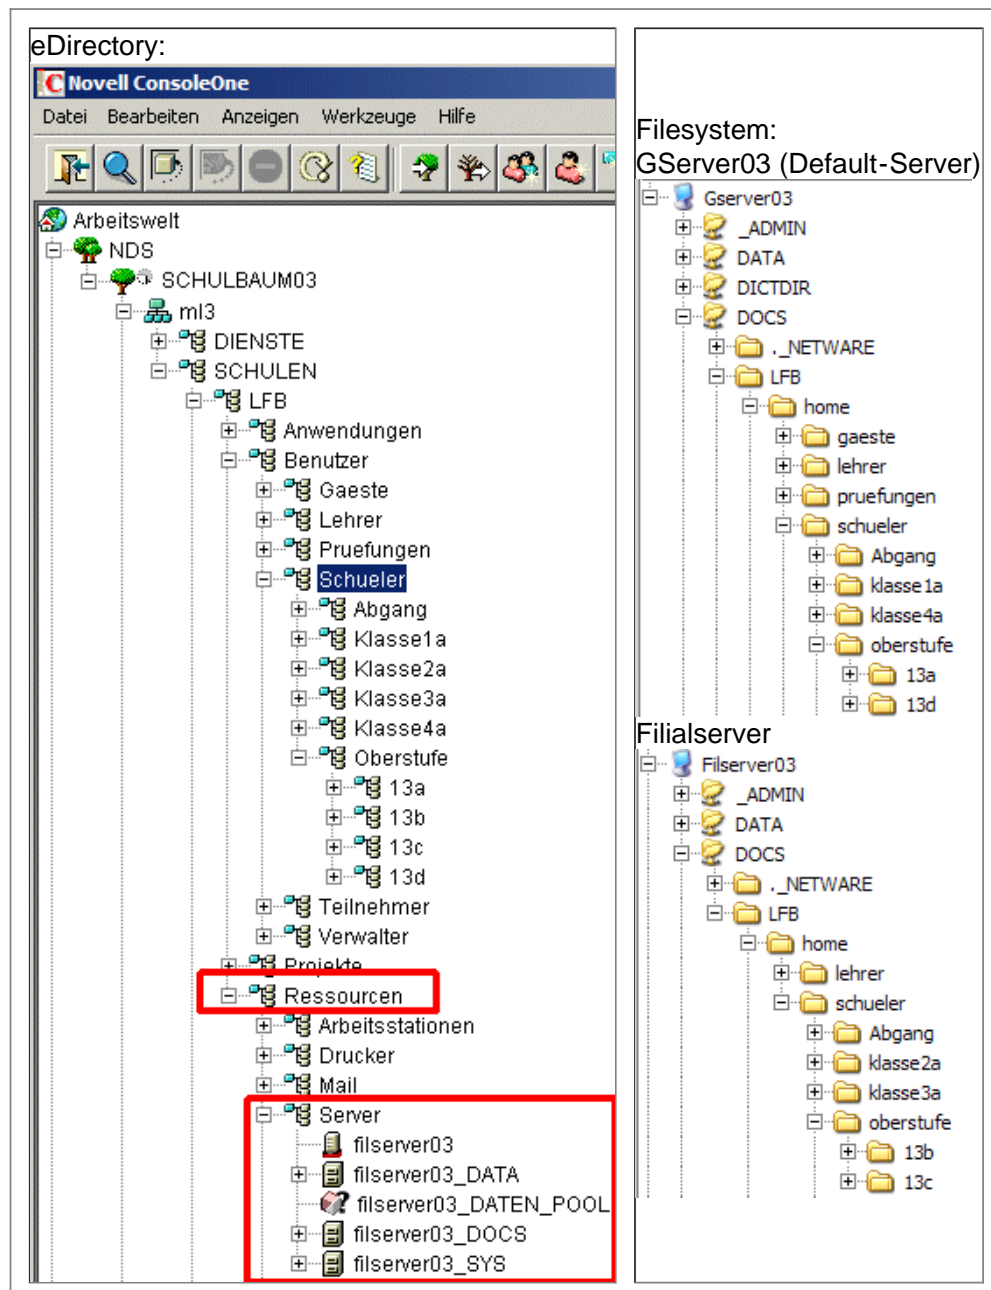 eDirectory:
Novell ConsoleOne
Datei Bearbeiten Anzeigen Werkzeuge Hilfe
Arbeitswelt
NDS
SCHULBAUM03
ml3
DIENSTE
SCHULEN
LFB
Anwendungen
Benutzer
Gaeste
Lehrer
Pruefungen
Schueler
Abgang
Klasse1a
Klasse2a
Klasse3a
Klasse4a
Oberstufe
13a
13b
13c
13d
Teilnehmer
Verwalter
Projekte
Ressourcen
Arbeitsstationen
Drucker
Mail
Server
filserver03
filserver03_DATA
filserver03_DATEN_POOL
filserver03_DOCS
filserver03_SYS
Filesystem:
GServer03 (Default-Server)
Gserver03
_ADMIN
DATA
DICTDIR
DOCS
._NETWARE
LFB
home
gaeste
lehrer
pruefungen
schueler
Abgang
klasse1a
klasse4a
oberstufe
13a
13d
Filialserver
Filserver03
_ADMIN
DATA
DOCS
._NETWARE
LFB
home
lehrer
schueler
Abgang
klasse2a
klasse3a
oberstufe
13b
13c